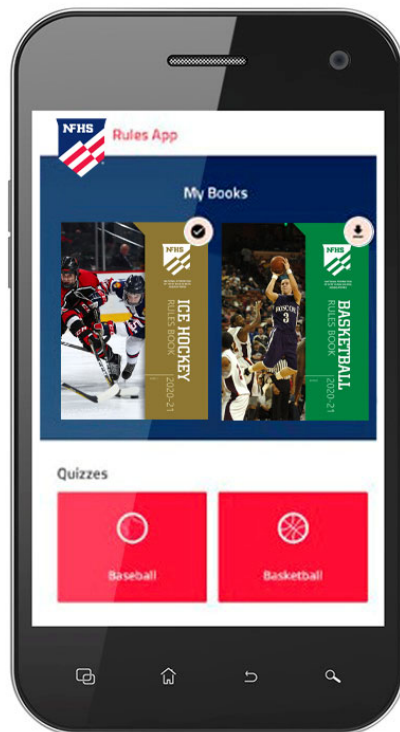 NFHS
Rules App
My Books
NFHS
ICE HOCKEY
RULES BOOK
2020-21
NFHS
3
BASKETBALL
RULES BOOK
2020-21
Quizzes
Baseball
Basketball